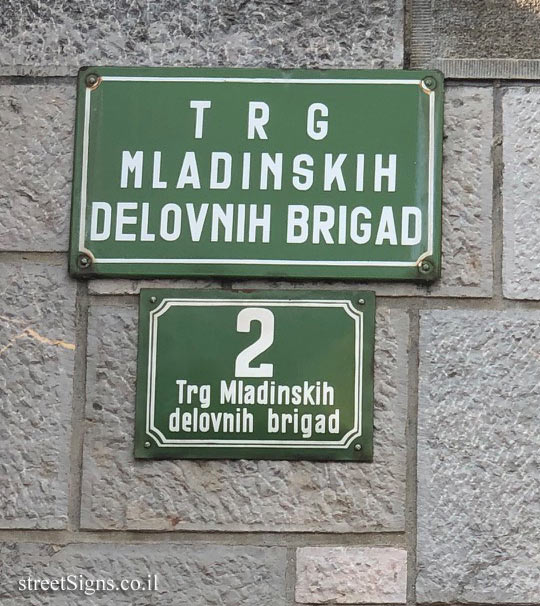 TRG
MLADINSKIH
DELOVNIH BRIGAD
2
Trg Mladinskih
delovnih brigad
streetSigns.co.il